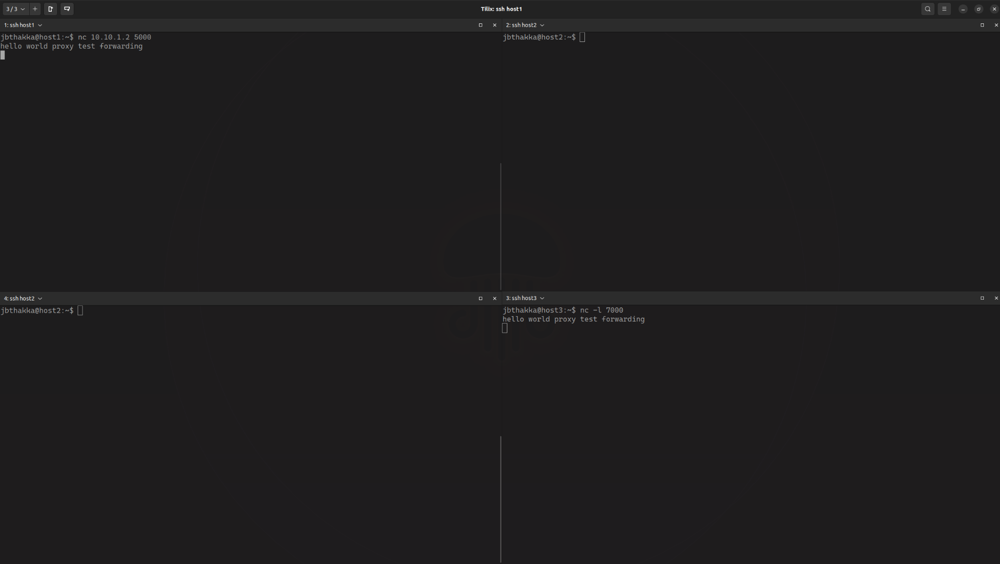 3 / 3
Tilix: ssh host1
1: ssh host1
jbthakka@host1:~$ nc 10.10.1.2 5000
hello world proxy test forwarding
2: ssh host2
jbthakka@host2:~$
4: ssh host2
jbthakka@host2:~$
3: ssh host3
jbthakka@host3:~$ nc -l 7000
hello world proxy test forwarding